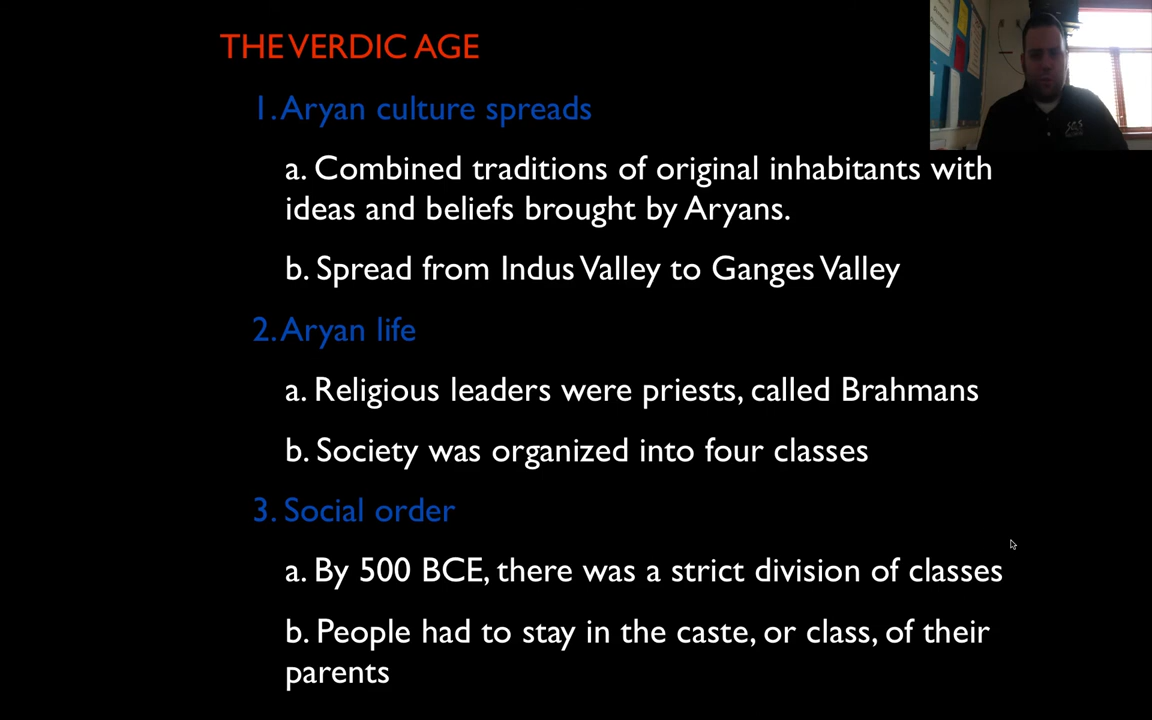 THE VERDIC AGE
1. Aryan culture spreads
a. Combined traditions of original inhabitants with
ideas and beliefs brought by Aryans.
b. Spread from Indus Valley to Ganges Valley
2. Aryan life
a. Religious leaders were priests, called Brahmans
b. Society was organized into four classes
3. Social order
a. By 500 BCE, there was a strict division of classes
b. People had to stay in the caste, or class, of their
parents